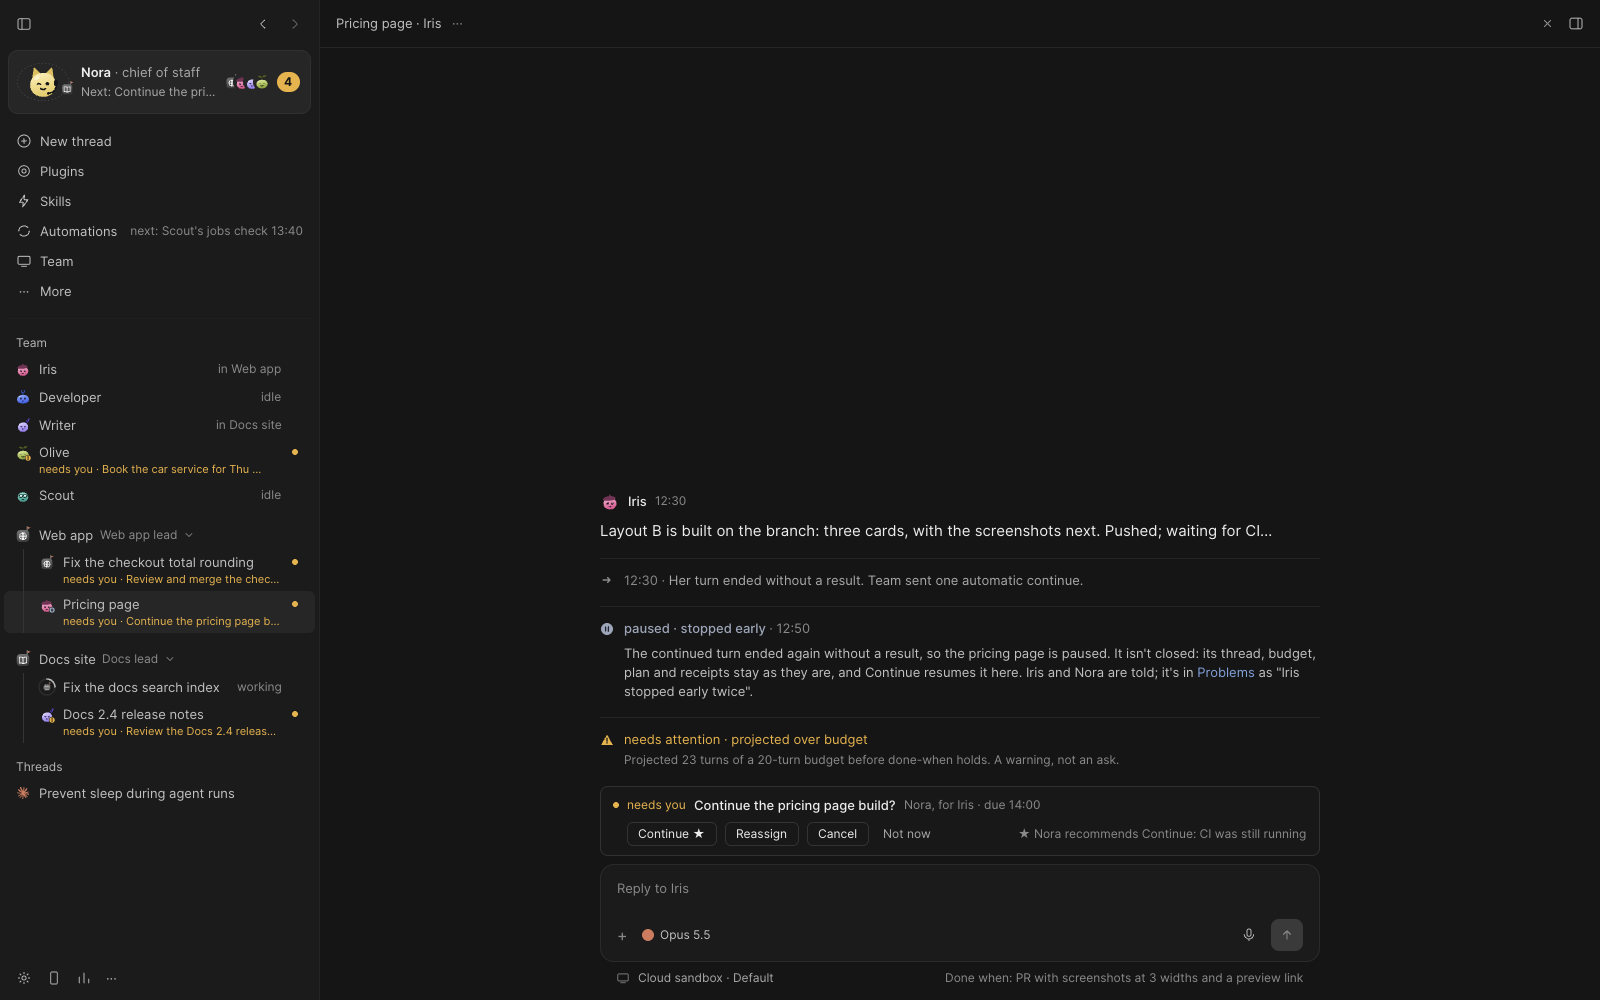 Nora · chief of staff
Next: Continue the pri...
4
New thread
Plugins
Skills
Automations next: Scout's jobs check 13:40
Team
More
Team
Iris in Web app
Developer idle
Writer in Docs site
Olive
needs you · Book the car service for Thu ...
Scout idle
Web app Web app lead
Fix the checkout total rounding
needs you · Review and merge the chec...
Pricing page
needs you · Continue the pricing page b...
Docs site Docs lead
Fix the docs search index working
Docs 2.4 release notes
needs you · Review the Docs 2.4 releas...
Threads
Prevent sleep during agent runs
Pricing page · Iris
Iris 12:30
Layout B is built on the branch: three cards, with the screenshots next. Pushed; waiting for CI...
12:30 · Her turn ended without a result. Team sent one automatic continue.
paused · stopped early · 12:50
The continued turn ended again without a result, so the pricing page is paused. It isn't closed: its thread, budget,
plan and receipts stay as they are, and Continue resumes it here. Iris and Nora are told; it's in Problems as "Iris
stopped early twice".
needs attention · projected over budget
Projected 23 turns of a 20-turn budget before done-when holds. A warning, not an ask.
needs you Continue the pricing page build? Nora, for Iris · due 14:00
Continue ★ Reassign Cancel Not now ★ Nora recommends Continue: CI was still running
Reply to Iris
Opus 5.5
Cloud sandbox · Default Done when: PR with screenshots at 3 widths and a preview link